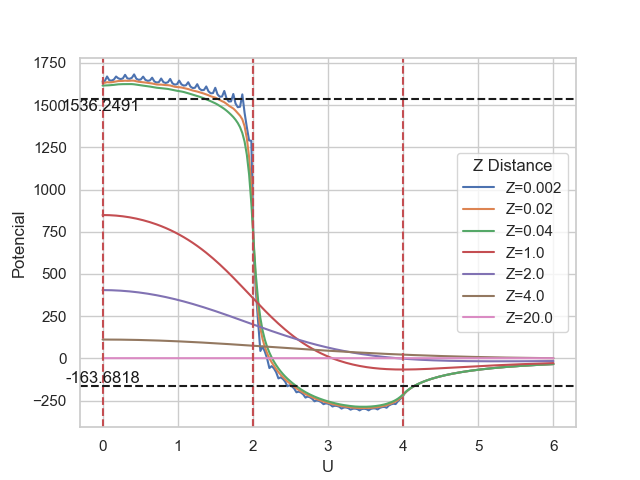 1750
1500
1536.2491
1250
1000
750
500
250
0
-163.6818
−250
Potencial
0
1
2
3
4
5
6
U
Z Distance
Z=0.002
Z=0.02
Z=0.04
Z=1.0
Z=2.0
Z=4.0
Z=20.0